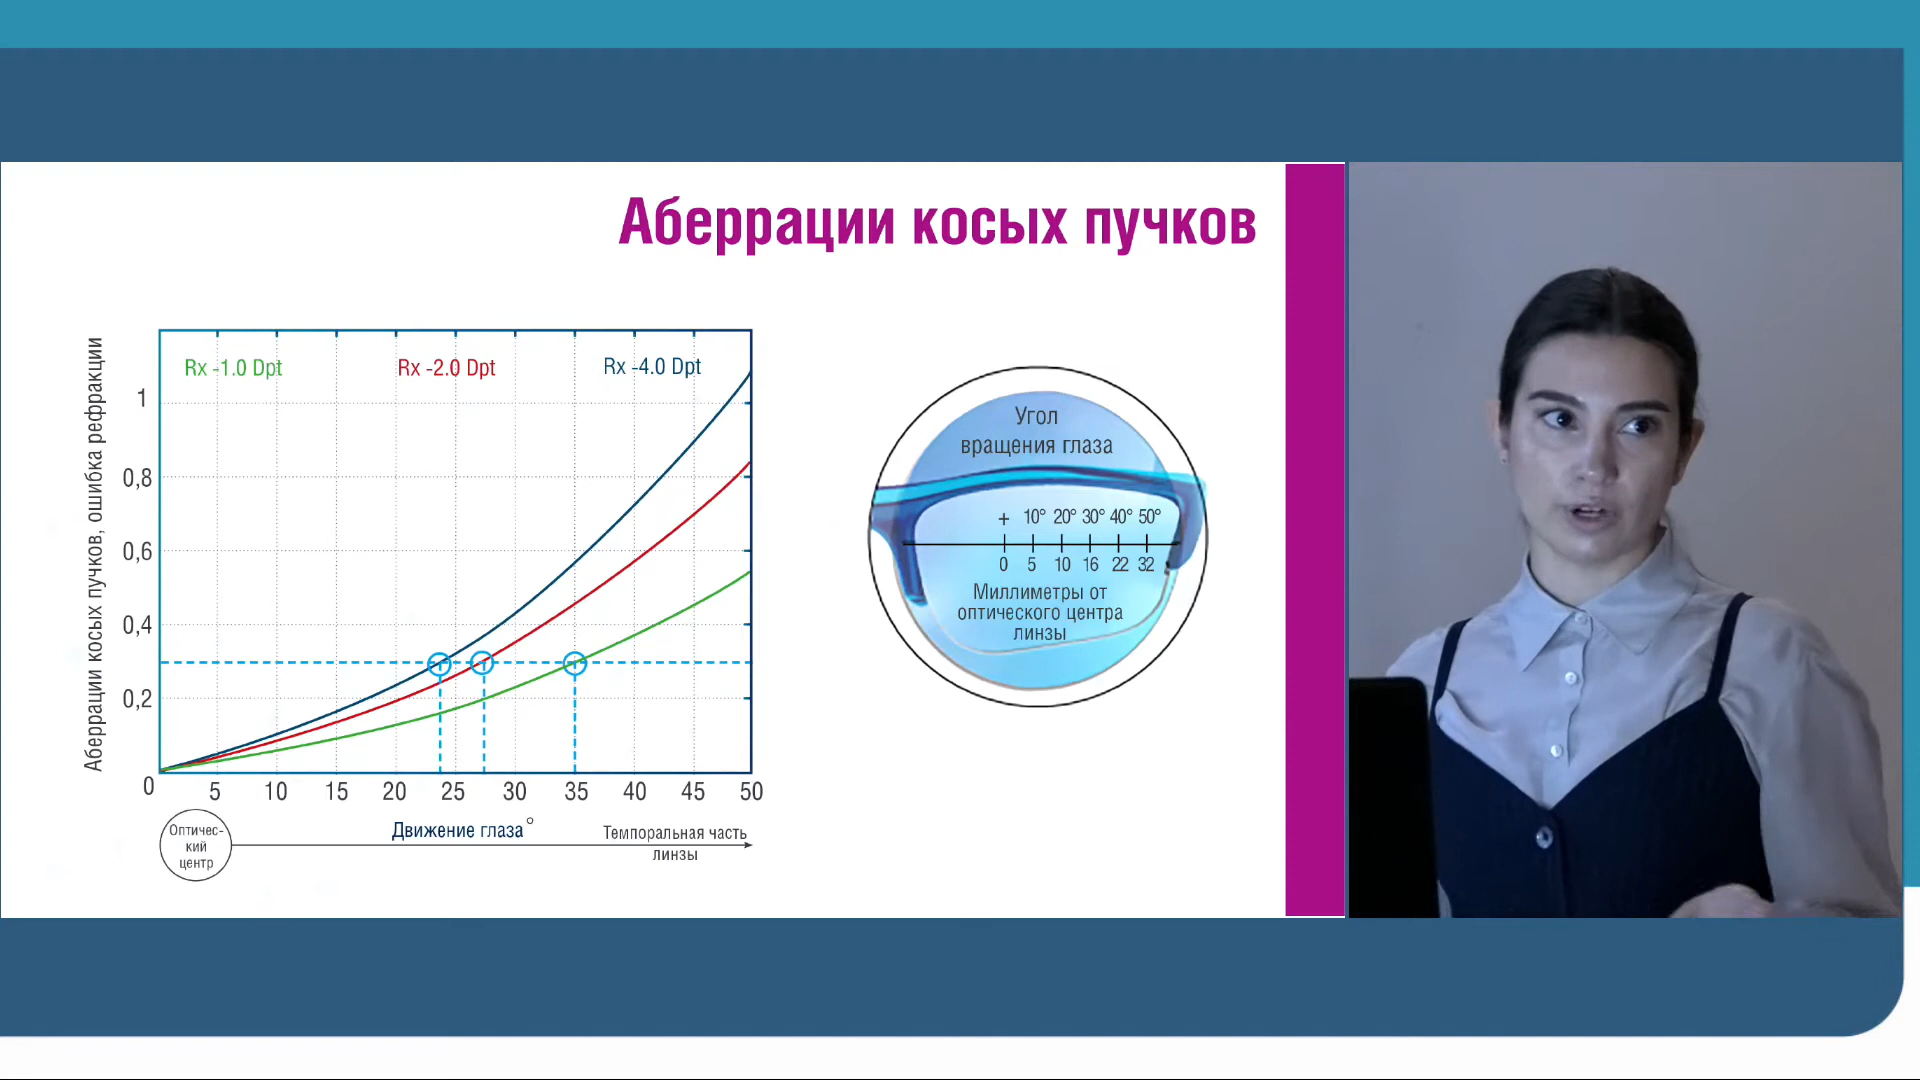 Аберрации косых пучков
Аберрации косых пучков, ошибка рефракции
Rx -1.0 Dpt
Rx -2.0 Dpt
Rx -4.0 Dpt
1
0,8
0,6
0,4
0,2
0
5
10
15
20
25
30
35
40
45
50
Оптичес-
кий
центр
Движение глаза°
Темпоральная часть
линзы
Угол
вращения глаза
+ 10° 20° 30° 40° 50°
0 5 10 16 22 32
Миллиметры от
оптического центра
линзы